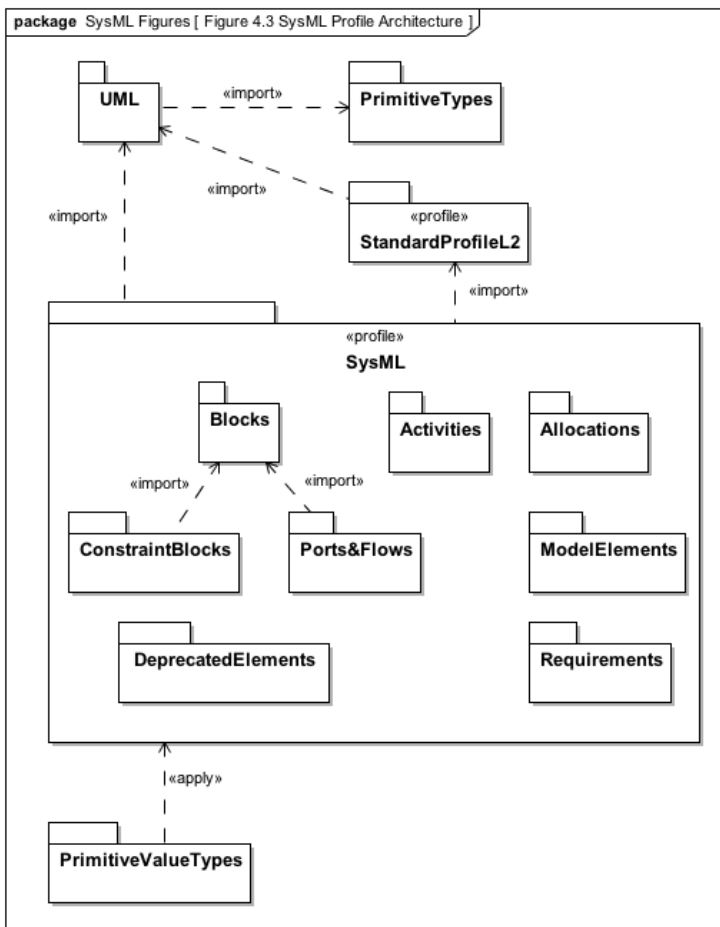 package SysML Figures [ Figure 4.3 SysML Profile Architecture ]
UML
«import»
PrimitiveTypes
«import»
«import»
«profile»
StandardProfileL2
«import»
«profile»
SysML
Blocks
Activities
Allocations
«import»
«import»
ConstraintBlocks
Ports&Flows
ModelElements
DeprecatedElements
Requirements
«apply»
PrimitiveValueTypes